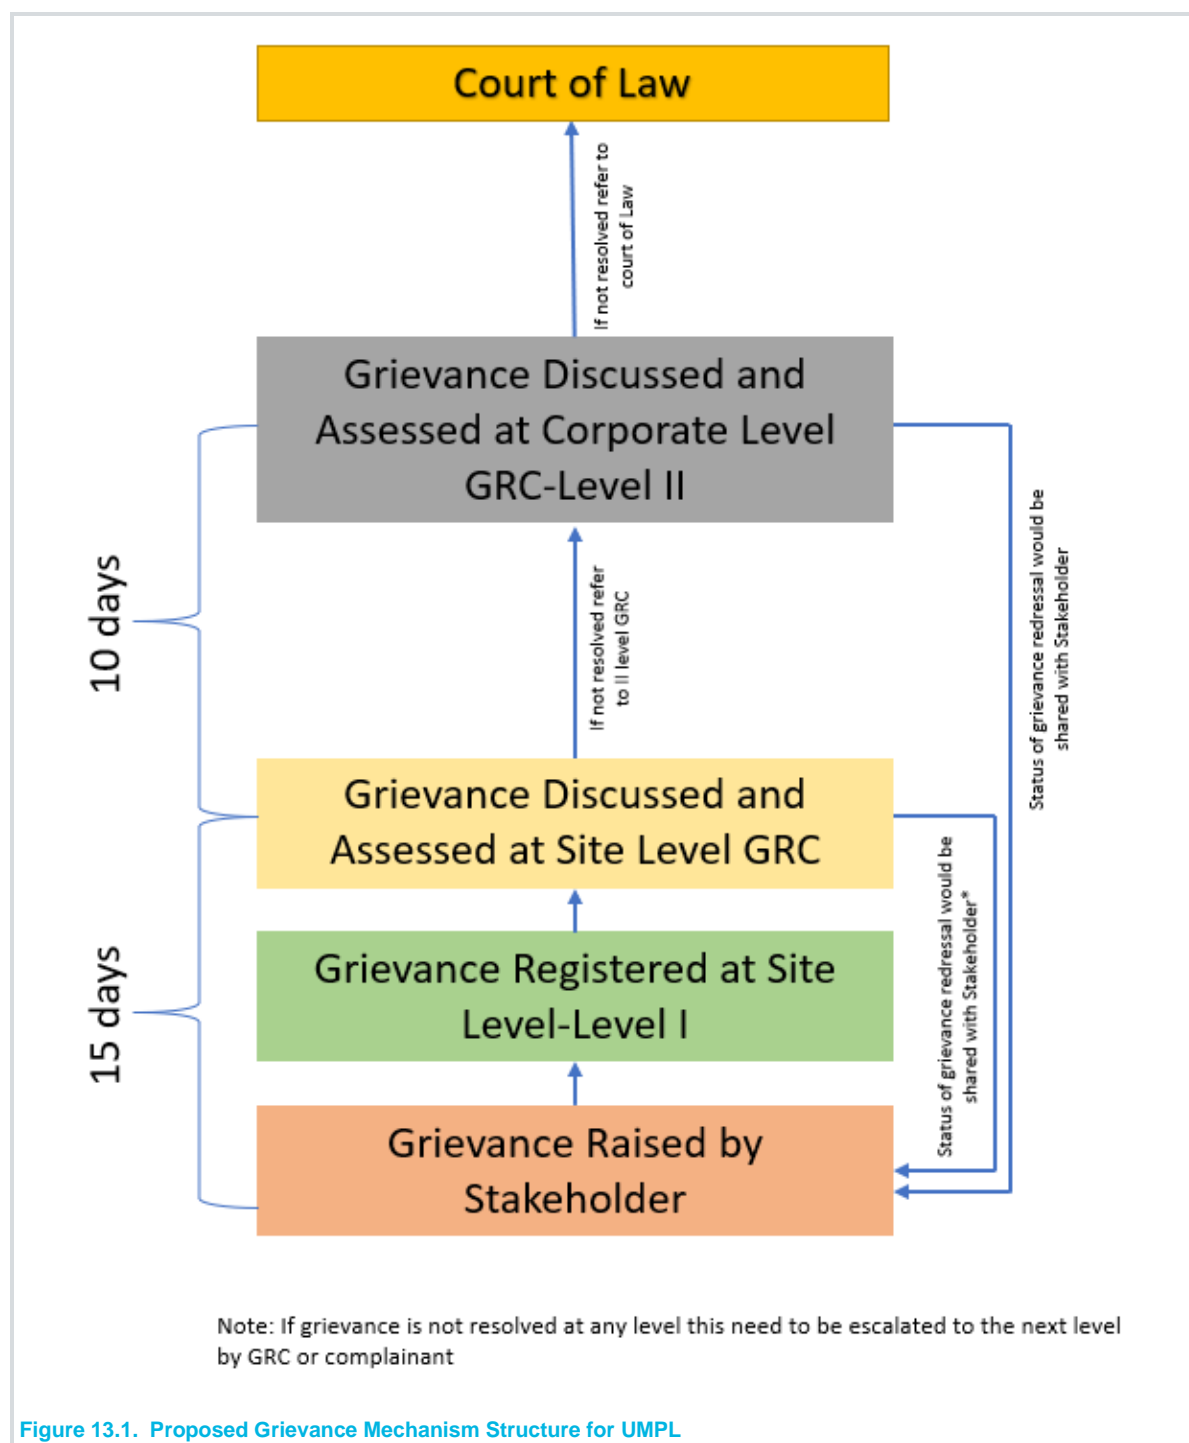 Court of Law
If not resolved refer to
court of Law
Grievance Discussed and
Assessed at Corporate Level
GRC-Level II
10 days
If not resolved refer
to II level GRC
Status of grievance redressal would be
shared with Stakeholder
Grievance Discussed and
Assessed at Site Level GRC
Status of grievance redressal would be
shared with Stakeholder*
15 days
Grievance Registered at Site
Level-Level I
Grievance Raised by
Stakeholder
Note: If grievance is not resolved at any level this need to be escalated to the next level
by GRC or complainant
Figure 13.1. Proposed Grievance Mechanism Structure for UMPL